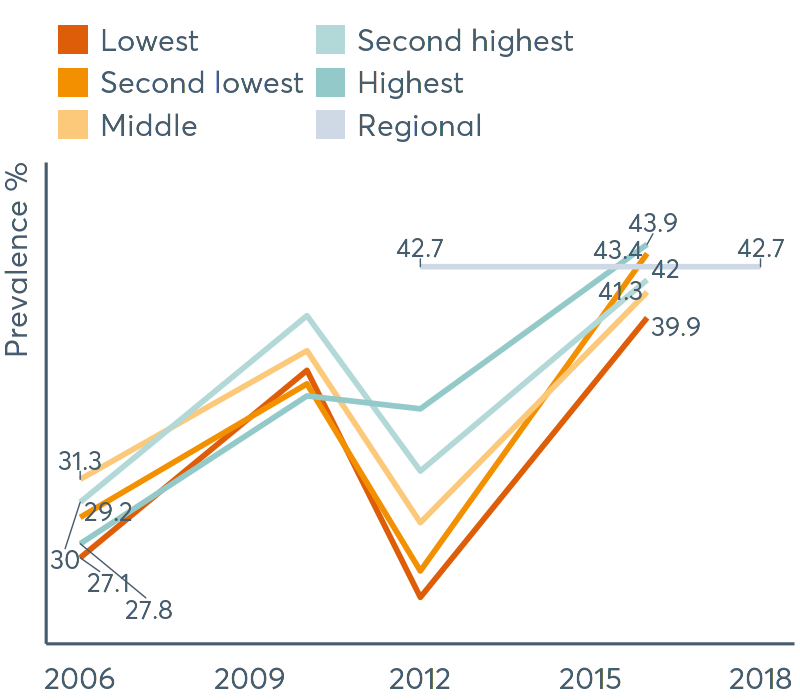 Lowest
Second lowest
Middle
Second highest
Highest
Regional
Prevalence %
43.9
42.7
43.4
42.7
42
41.3
39.9
31.3
29.2
30
27.1
27.8
2006 2009 2012 2015 2018